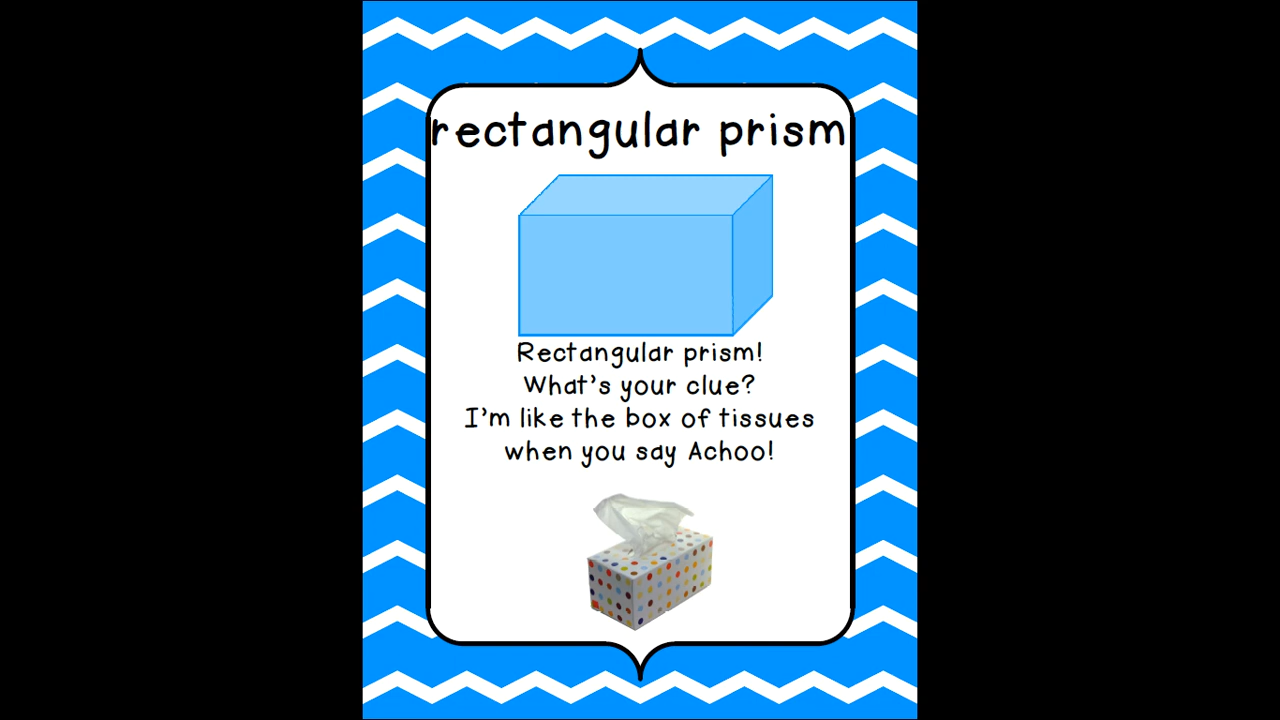 rectangular prism
Rectangular prism!
What's your clue?
I'm like the box of tissues
when you say Achoo!